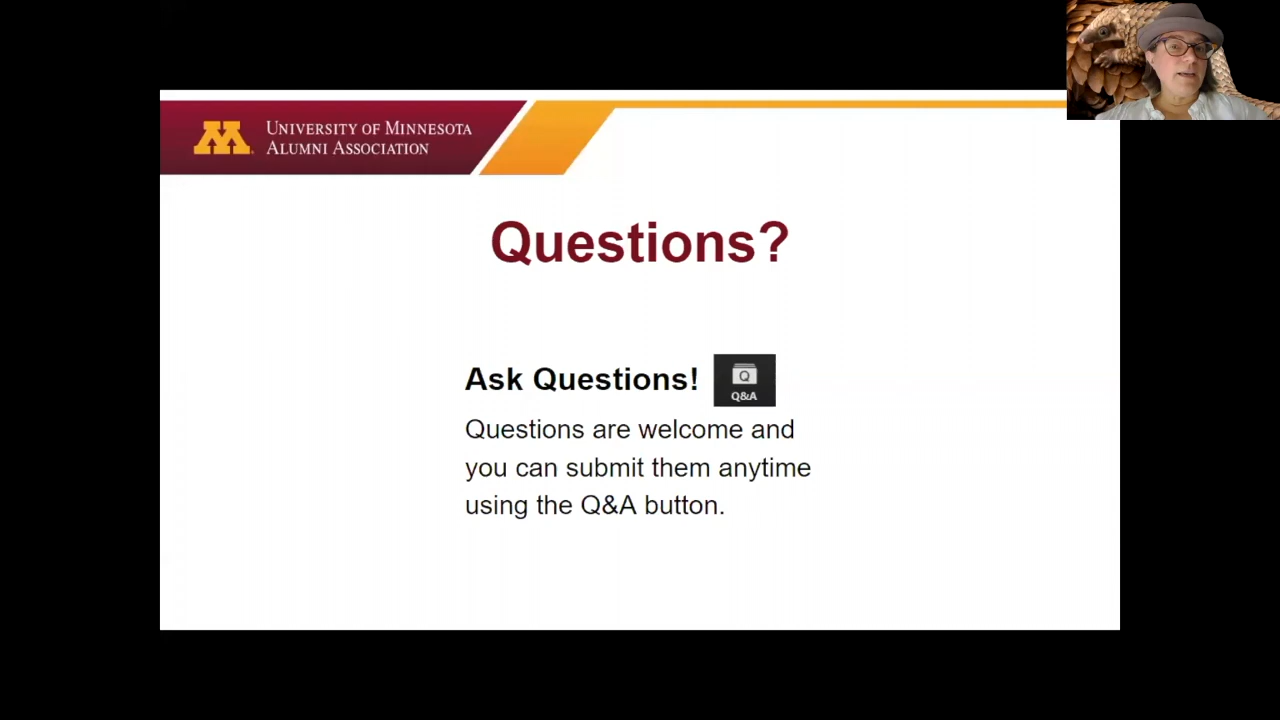 UNIVERSITY OF MINNESOTA
ALUMNI ASSOCIATION
Questions?
Ask Questions!
Q
Q&A
Questions are welcome and
you can submit them anytime
using the Q&A button.